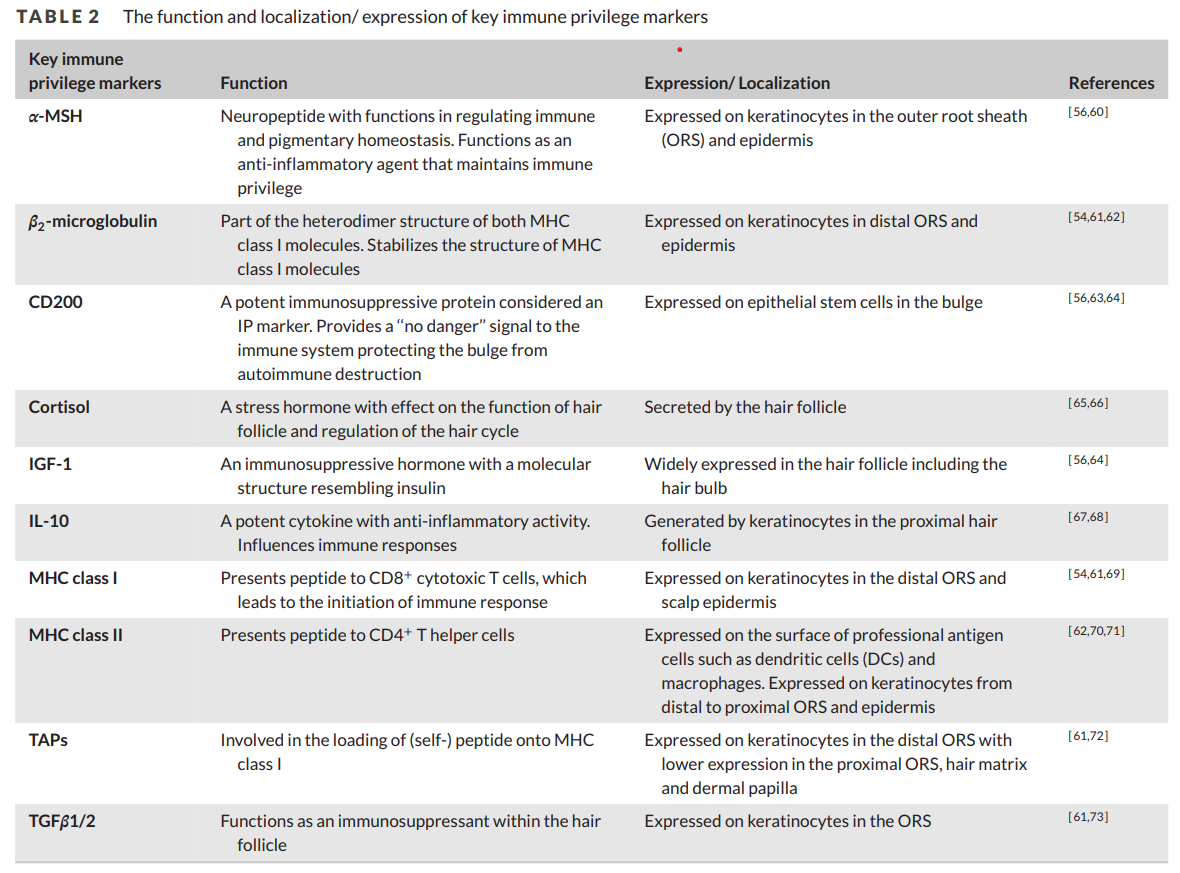 TABLE 2 The function and localization/ expression of key immune privilege markers
Key immune
privilege markers Function Expression/ Localization References
α-MSH Neuropeptide with functions in regulating immune Expressed on keratinocytes in the outer root sheath [56,60]
and pigmentary homeostasis. Functions as an (ORS) and epidermis
anti-inflammatory agent that maintains immune
privilege
β2-microglobulin Part of the heterodimer structure of both MHC Expressed on keratinocytes in distal ORS and [54,61,62]
class I molecules. Stabilizes the structure of MHC epidermis
class I molecules
CD200 A potent immunosuppressive protein considered an Expressed on epithelial stem cells in the bulge [56,63,64]
IP marker. Provides a “no danger” signal to the
immune system protecting the bulge from
autoimmune destruction
Cortisol A stress hormone with effect on the function of hair Secreted by the hair follicle [65,66]
follicle and regulation of the hair cycle
IGF-1 An immunosuppressive hormone with a molecular Widely expressed in the hair follicle including the [56,64]
structure resembling insulin hair bulb
IL-10 A potent cytokine with anti-inflammatory activity. Generated by keratinocytes in the proximal hair [67,68]
Influences immune responses follicle
MHC class I Presents peptide to CD8+ cytotoxic T cells, which Expressed on keratinocytes in the distal ORS and [54,61,69]
leads to the initiation of immune response scalp epidermis
MHC class II Presents peptide to CD4+ T helper cells Expressed on the surface of professional antigen [62,70,71]
cells such as dendritic cells (DCs) and
macrophages. Expressed on keratinocytes from
distal to proximal ORS and epidermis
TAPs Involved in the loading of (self-) peptide onto MHC Expressed on keratinocytes in the distal ORS with [61,72]
class I lower expression in the proximal ORS, hair matrix
and dermal papilla
TGFβ1/2 Functions as an immunosuppressant within the hair Expressed on keratinocytes in the ORS [61,73]
follicle